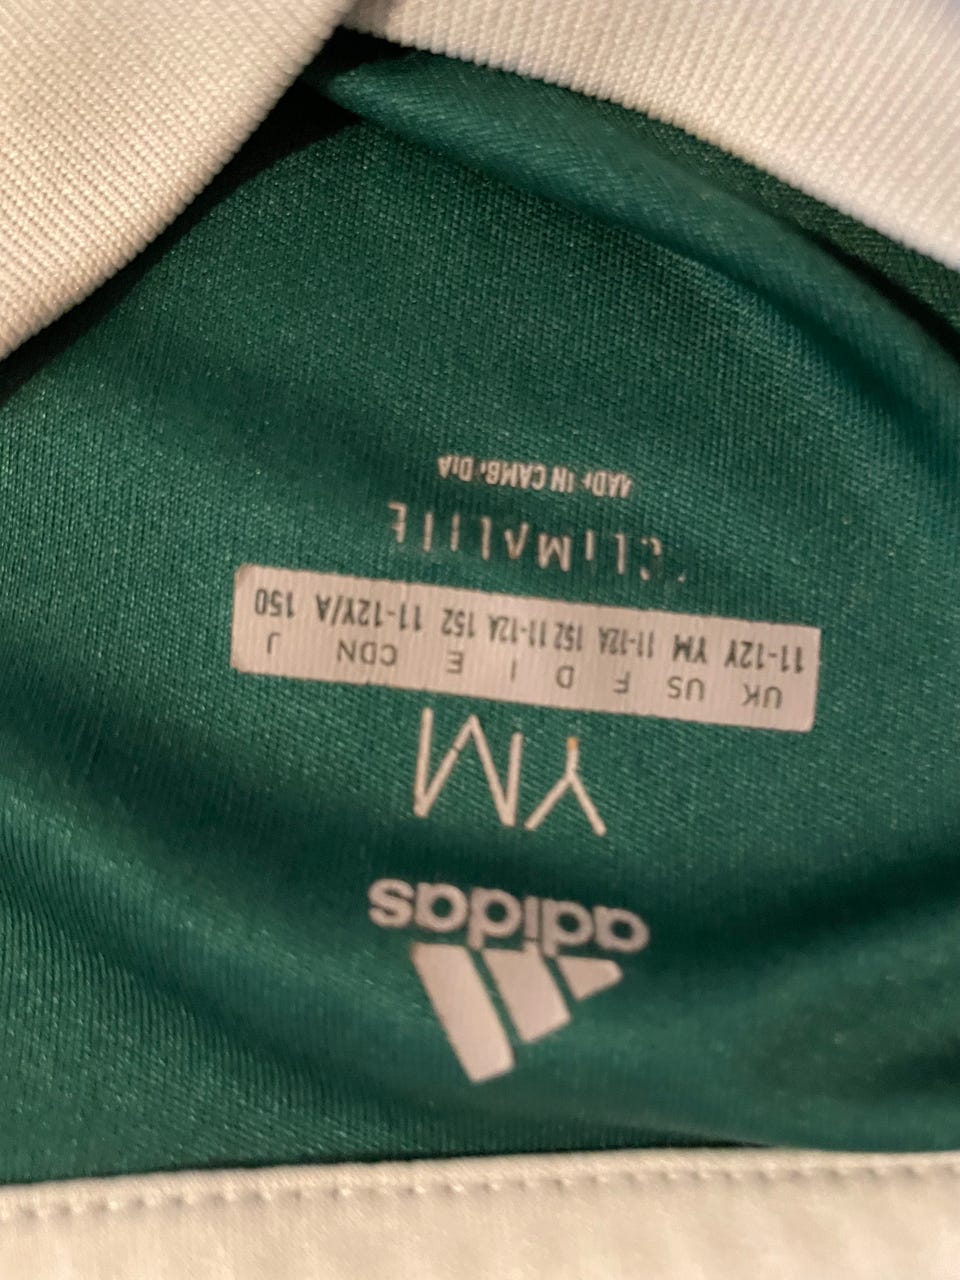 adidas
YM
UK US F D I E CDN J
11-12Y YM 11-12A 152 11-12A 152 11-12Y/A 150
CLIMALITE
MADE IN CAMBODIA